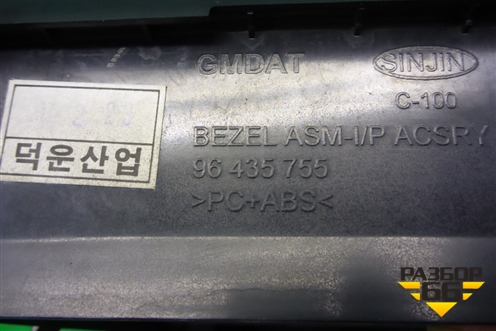 GMDAT
SINJIN
C-100
BEZEL ASM-I/P ACSRY
96 435 755
>PC+ABS<
덕운산업
РАЗБОР
66